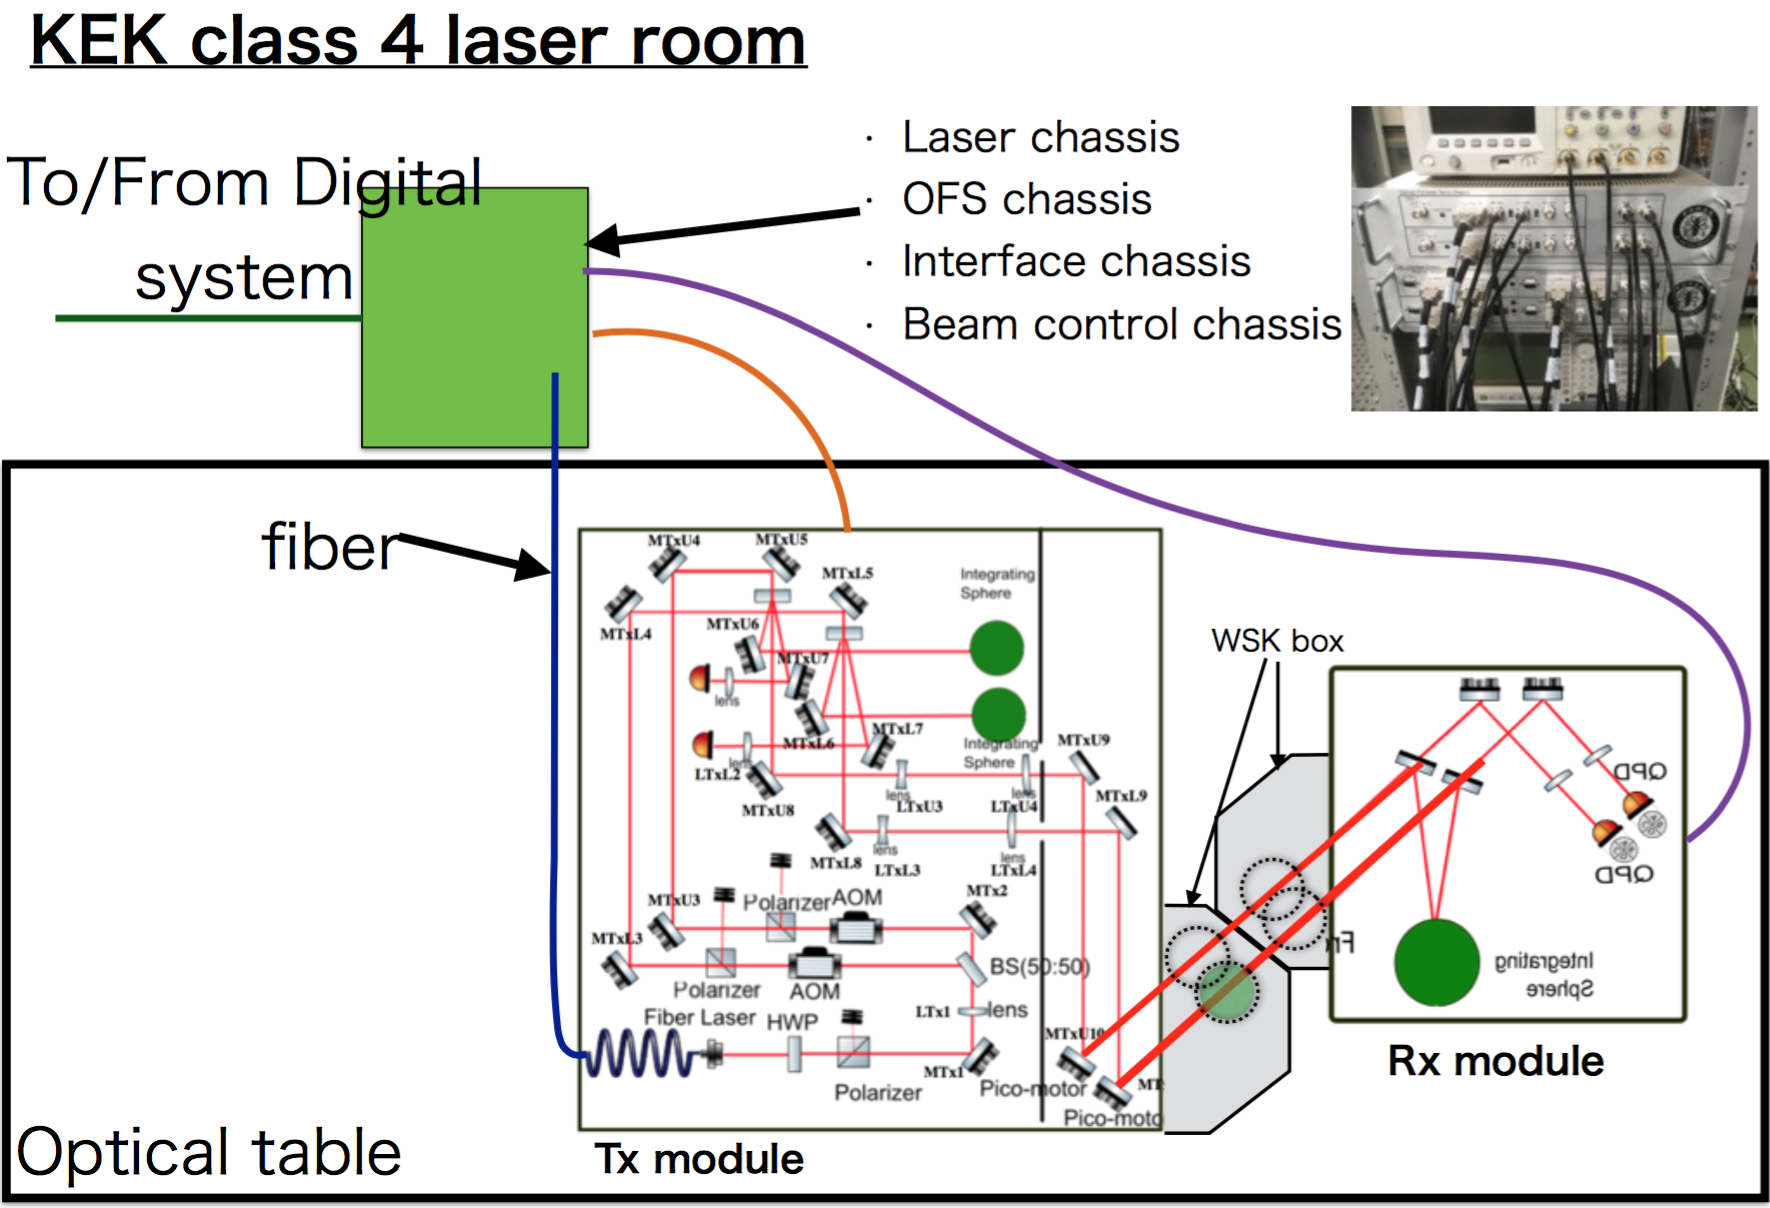 KEK class 4 laser room
To/From Digital
system
· Laser chassis
· OFS chassis
· Interface chassis
· Beam control chassis
fiber
MTxU4
MTxU5
MTxL5
Integrating
Sphere
MTxL4
MTxU6
MTxU7
lens
MTxL6
MTxL7
Integrating
Sphere
MTxU9
lens
LTxL2
MTxU8
lens
LTxU3
lens
LTxU4
MTxL9
MTxL8
lens
LTxL3
lens
LTxL4
MTxU3
Polarizer
AOM
MTx2
MTxL3
BS(50:50)
Polarizer
AOM
Fiber Laser
HWP
LTx1
lens
MTxU10
MTx1
Pico-motor
MT
Polarizer
Pico-moto
Tx module
WSK box
QPD
QPD
Fr
Integrating
Sphere
Rx module
Optical table